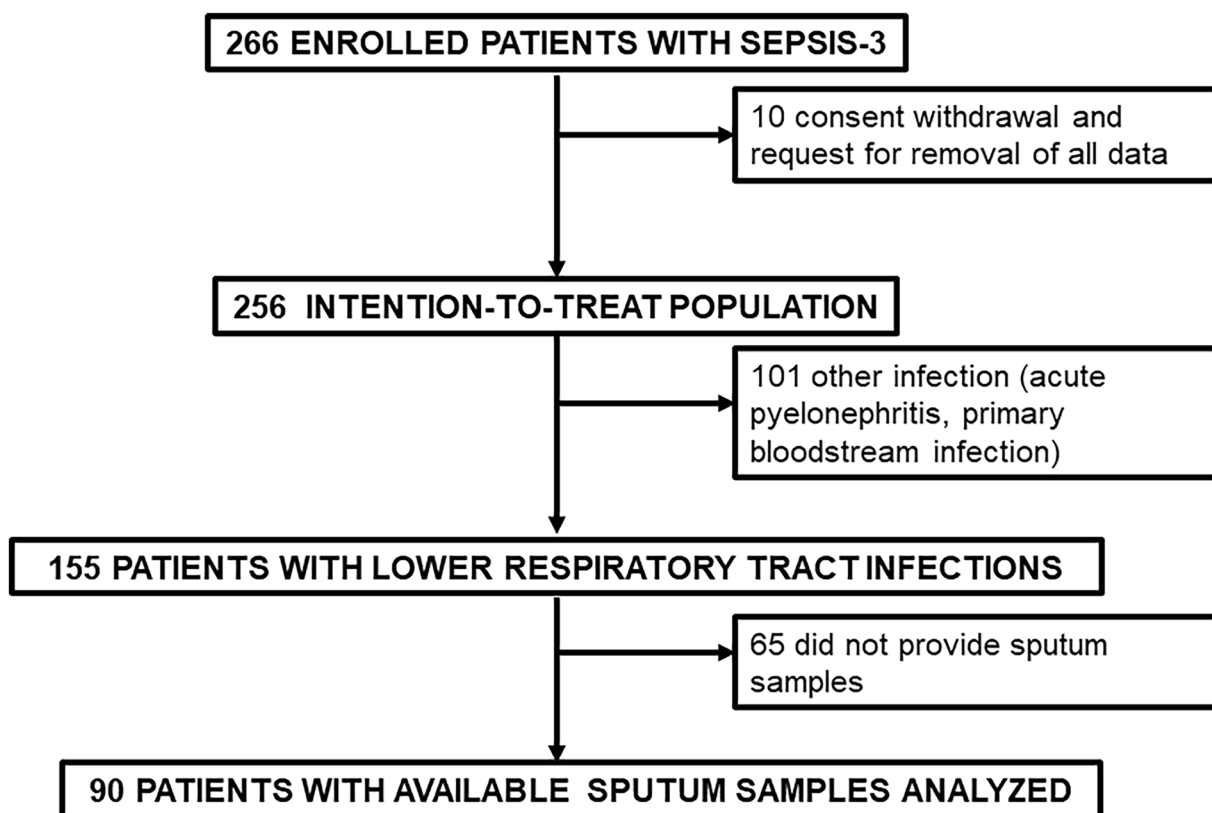 266 ENROLLED PATIENTS WITH SEPSIS-3
10 consent withdrawal and
request for removal of all data
256 INTENTION-TO-TREAT POPULATION
101 other infection (acute
pyelonephritis, primary
bloodstream infection)
155 PATIENTS WITH LOWER RESPIRATORY TRACT INFECTIONS
65 did not provide sputum
samples
90 PATIENTS WITH AVAILABLE SPUTUM SAMPLES ANALYZED